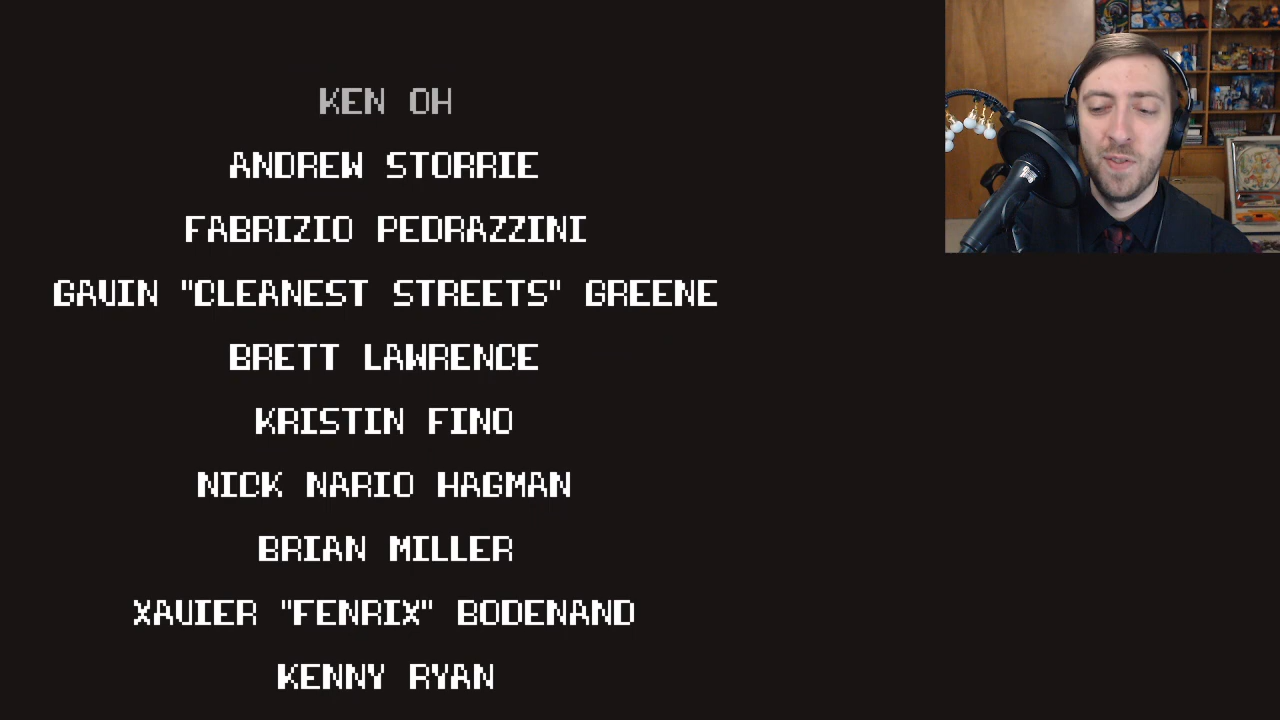 KEN OH
ANDREW STORRIE
FABRIZIO PEDRAZZINI
GAVIN "CLEANEST STREETS" GREENE
BRETT LAWRENCE
KRISTIN FINO
NICK NARIO HAGMAN
BRIAN MILLER
XAVIER "FENRIX" BODENAND
KENNY RYAN